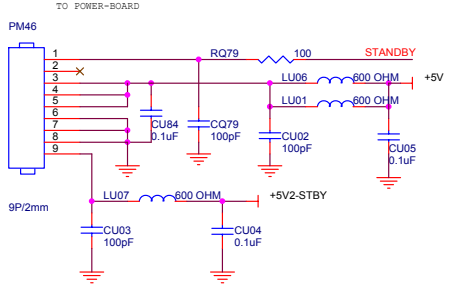 TO POWER-BOARD
PM46
1 RQ79 100 STANDBY
2
3 LU06 600 OHM +5V
4
5 LU01 600 OHM
6 CU84 0.1uF
7 CQ79 100pF
8 CU02 100pF
9 CU05 0.1uF
LU07 600 OHM +5V2-STBY
9P/2mm
CU03 100pF
CU04 0.1uF